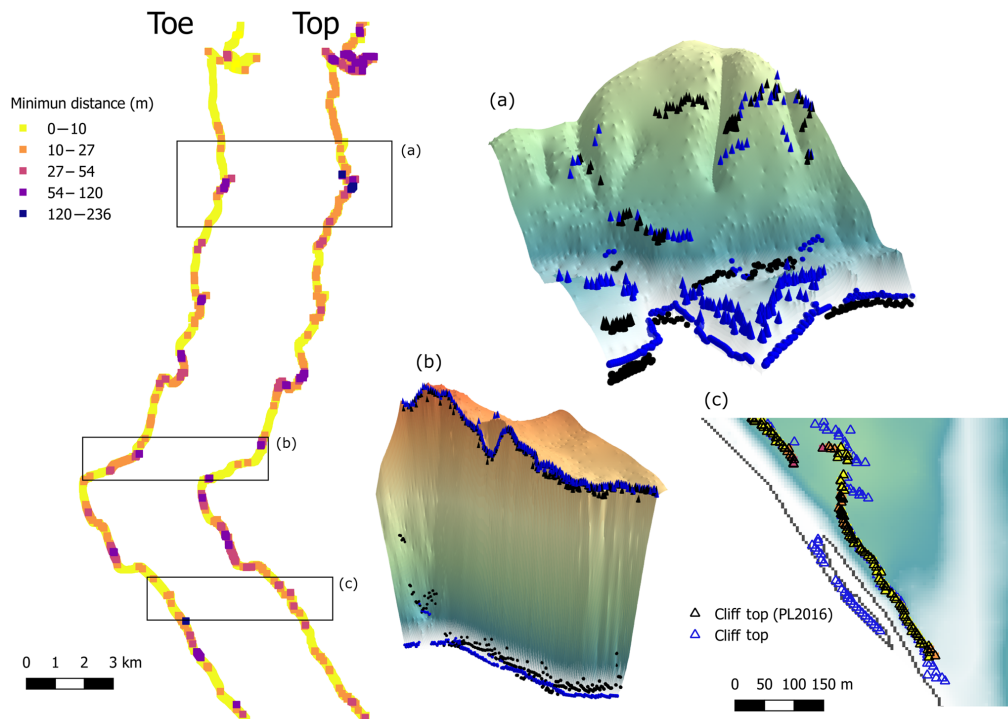 Toe Top
Minimun distance (m)
0—10
10—27
27—54
54—120
120—236
(a)
(b)
(c)
0 1 2 3 km
(a)
(b)
(c)
Cliff top (PL2016)
Cliff top
0 50 100 150 m